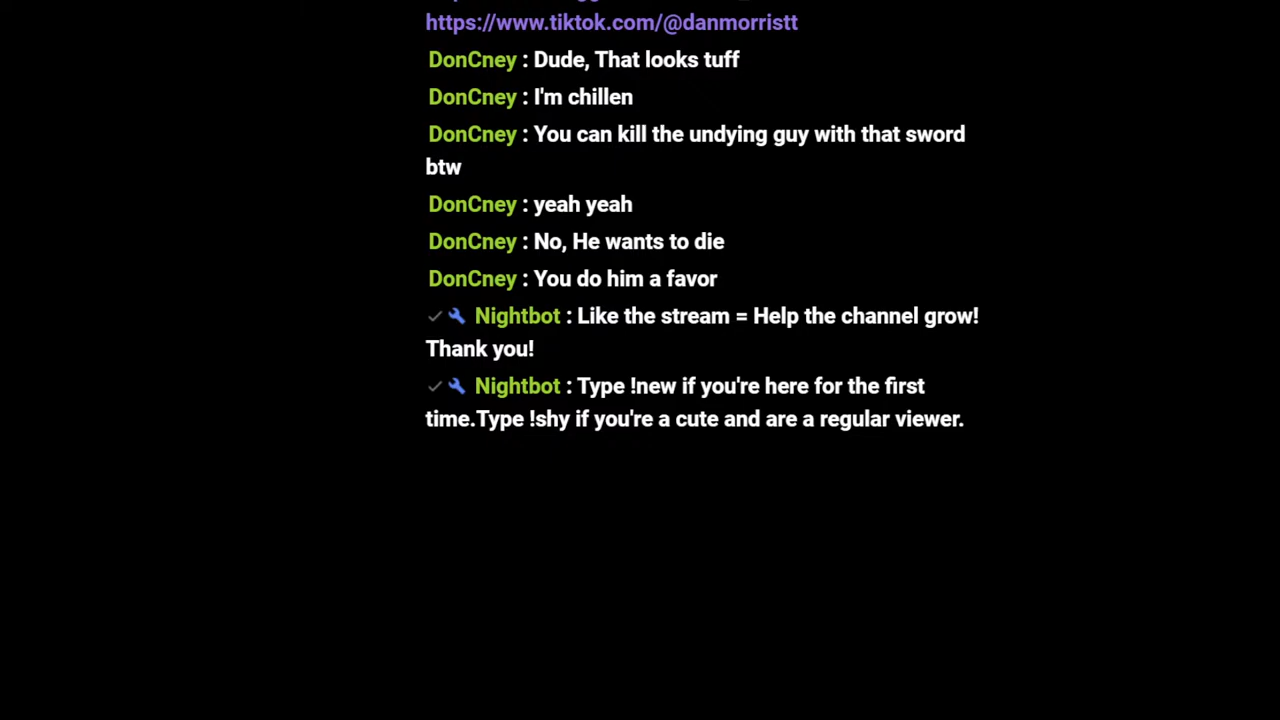 https://www.tiktok.com/@danmorristt
DonCney : Dude, That looks tuff
DonCney : I'm chillen
DonCney : You can kill the undying guy with that sword
btw
DonCney : yeah yeah
DonCney : No, He wants to die
DonCney : You do him a favor
Nightbot : Like the stream = Help the channel grow!
Thank you!
Nightbot : Type !new if you're here for the first
time.Type !shy if you're a cute and are a regular viewer.